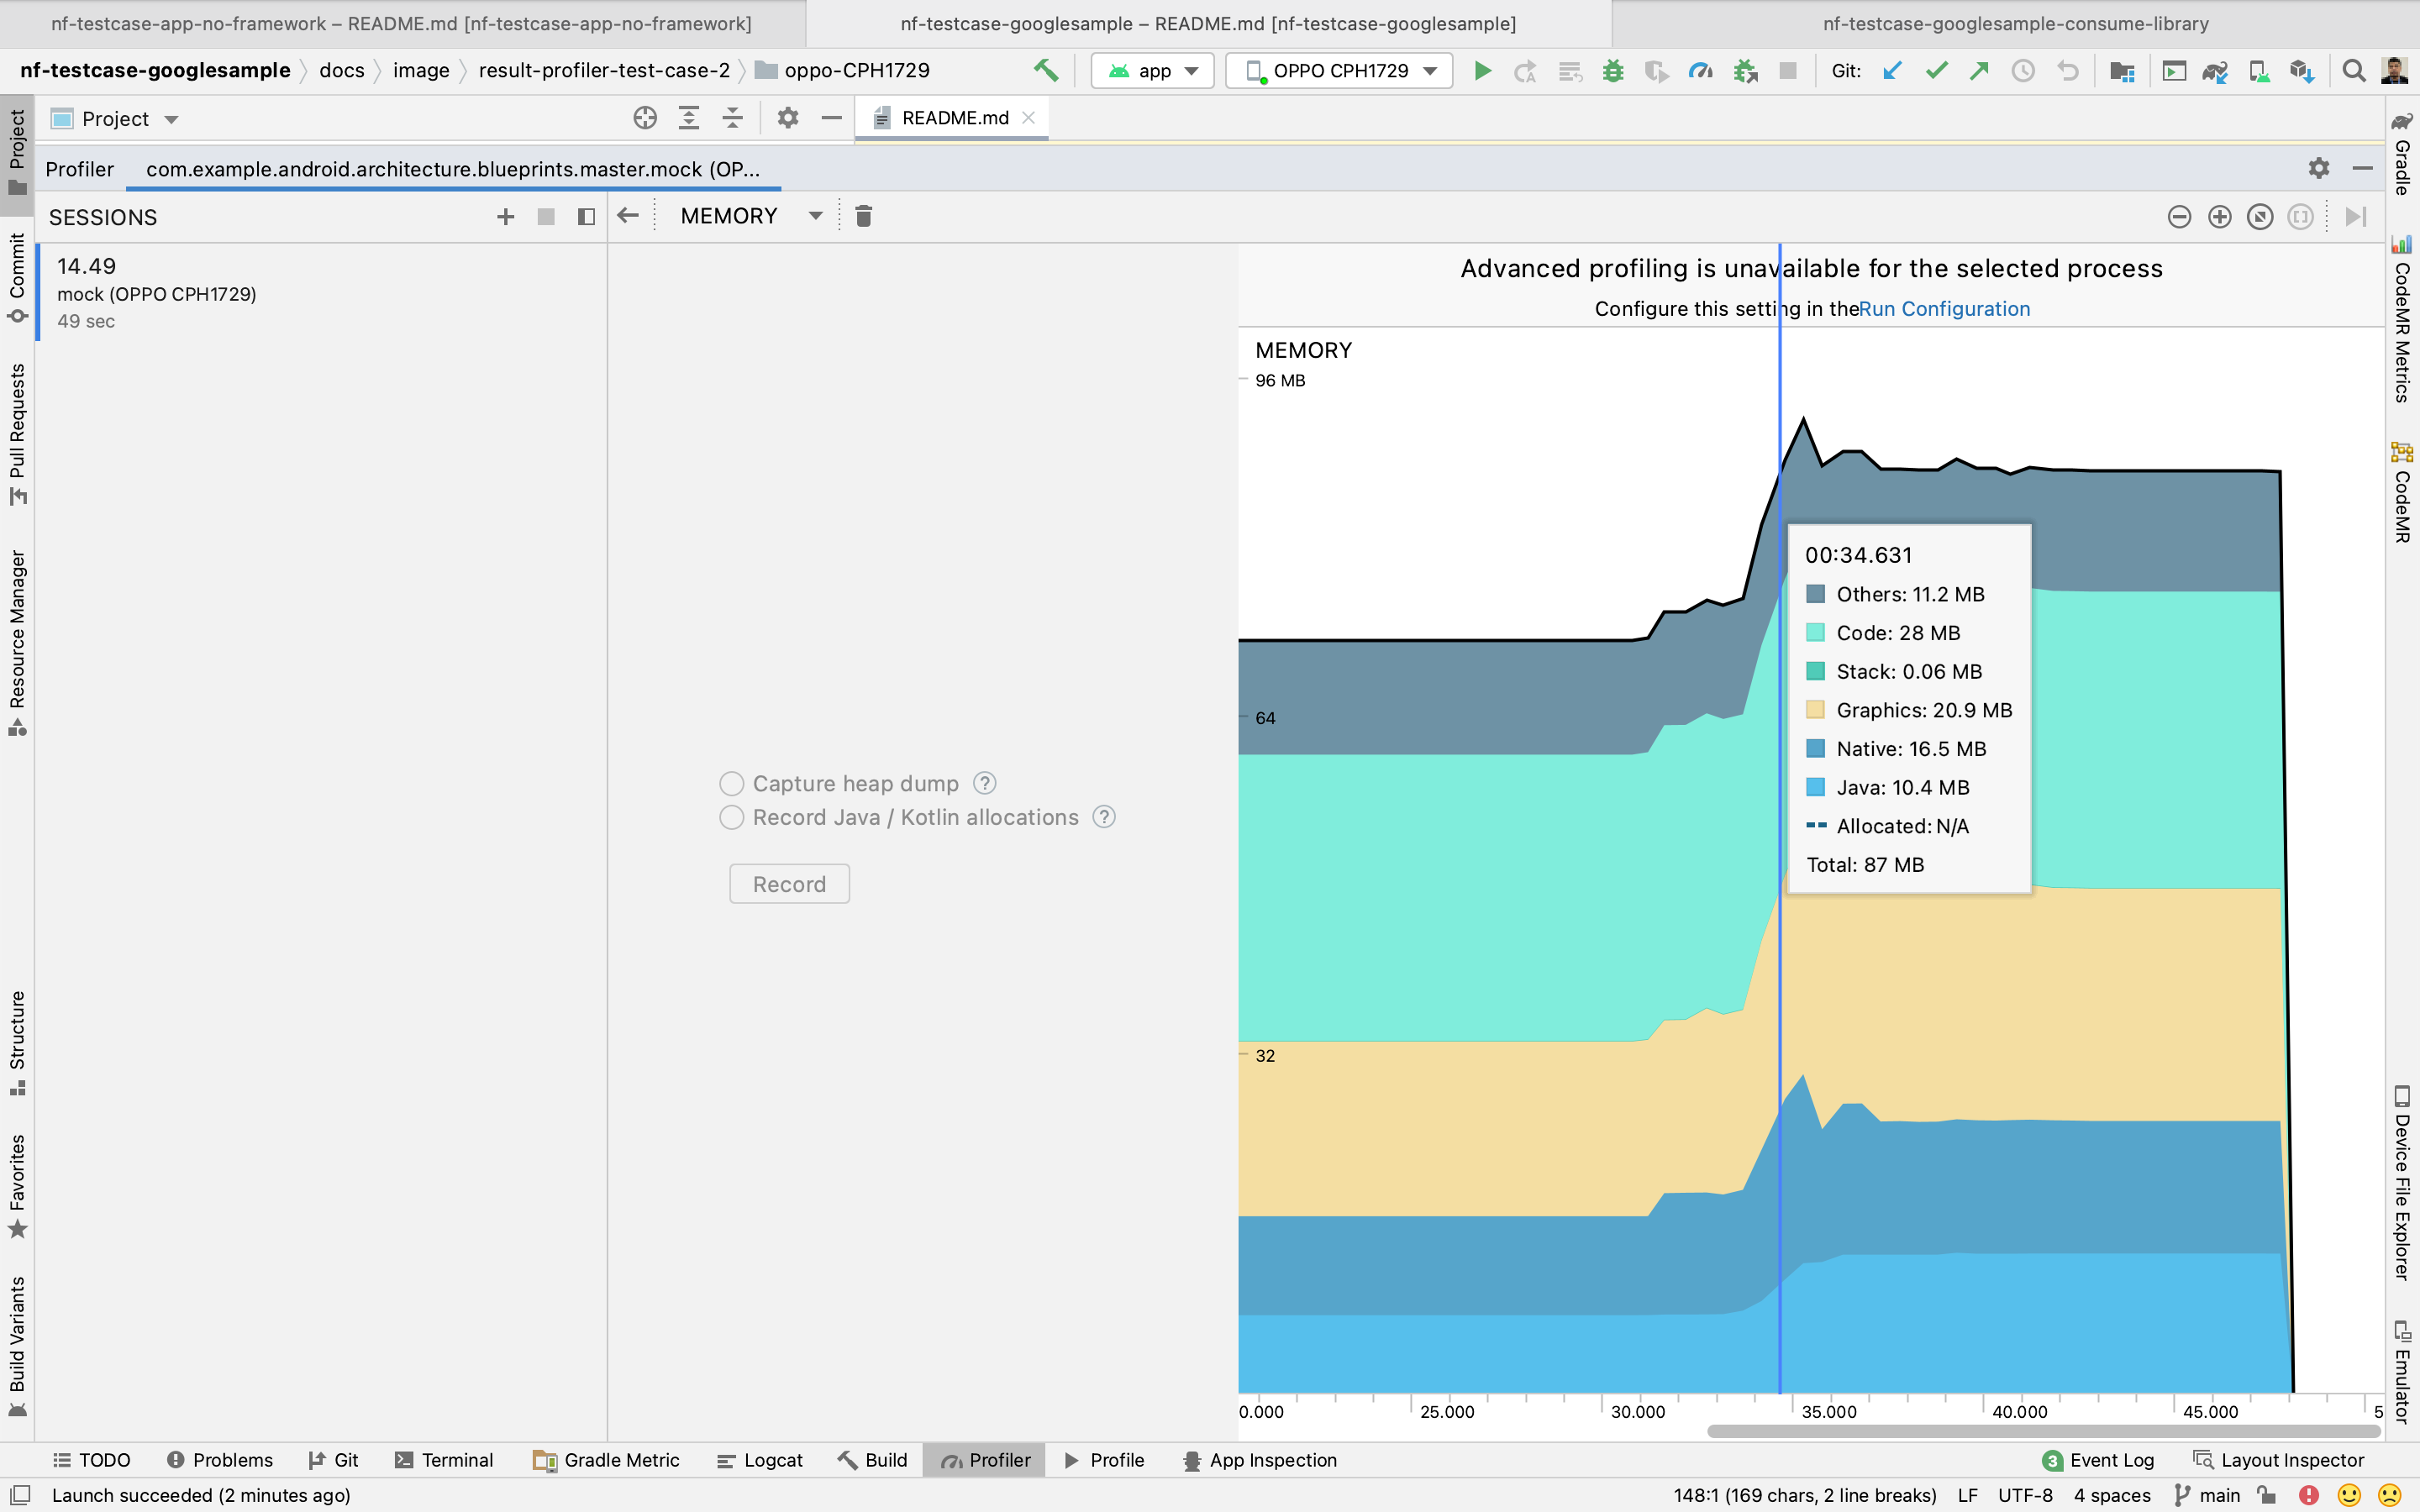 nf-testcase-app-no-framework – README.md [nf-testcase-app-no-framework]
nf-testcase-googlesample – README.md [nf-testcase-googlesample]
nf-testcase-googlesample-consume-library
nf-testcase-googlesample
docs
image
result-profiler-test-case-2
oppo-CPH1729
app
OPPO CPH1729
Git:
Project
README.md
Profiler
com.example.android.architecture.blueprints.master.mock (OP...
SESSIONS
MEMORY
14.49
mock (OPPO CPH1729)
49 sec
Capture heap dump ?
Record Java / Kotlin allocations ?
Record
Advanced profiling is unavailable for the selected process
Configure this setting in theRun Configuration
MEMORY
96 MB
64
32
00:34.631
Others: 11.2 MB
Code: 28 MB
Stack: 0.06 MB
Graphics: 20.9 MB
Native: 16.5 MB
Java: 10.4 MB
Allocated: N/A
Total: 87 MB
0.000
25.000
30.000
35.000
40.000
45.000
5
Project
Commit
Pull Requests
Resource Manager
Structure
Favorites
Build Variants
Gradle
CodeMR Metrics
CodeMR
Device File Explorer
Emulator
TODO
Problems
Git
Terminal
Gradle Metric
Logcat
Build
Profiler
Profile
App Inspection
3 Event Log
Layout Inspector
Launch succeeded (2 minutes ago)
148:1 (169 chars, 2 line breaks)
LF
UTF-8
4 spaces
main